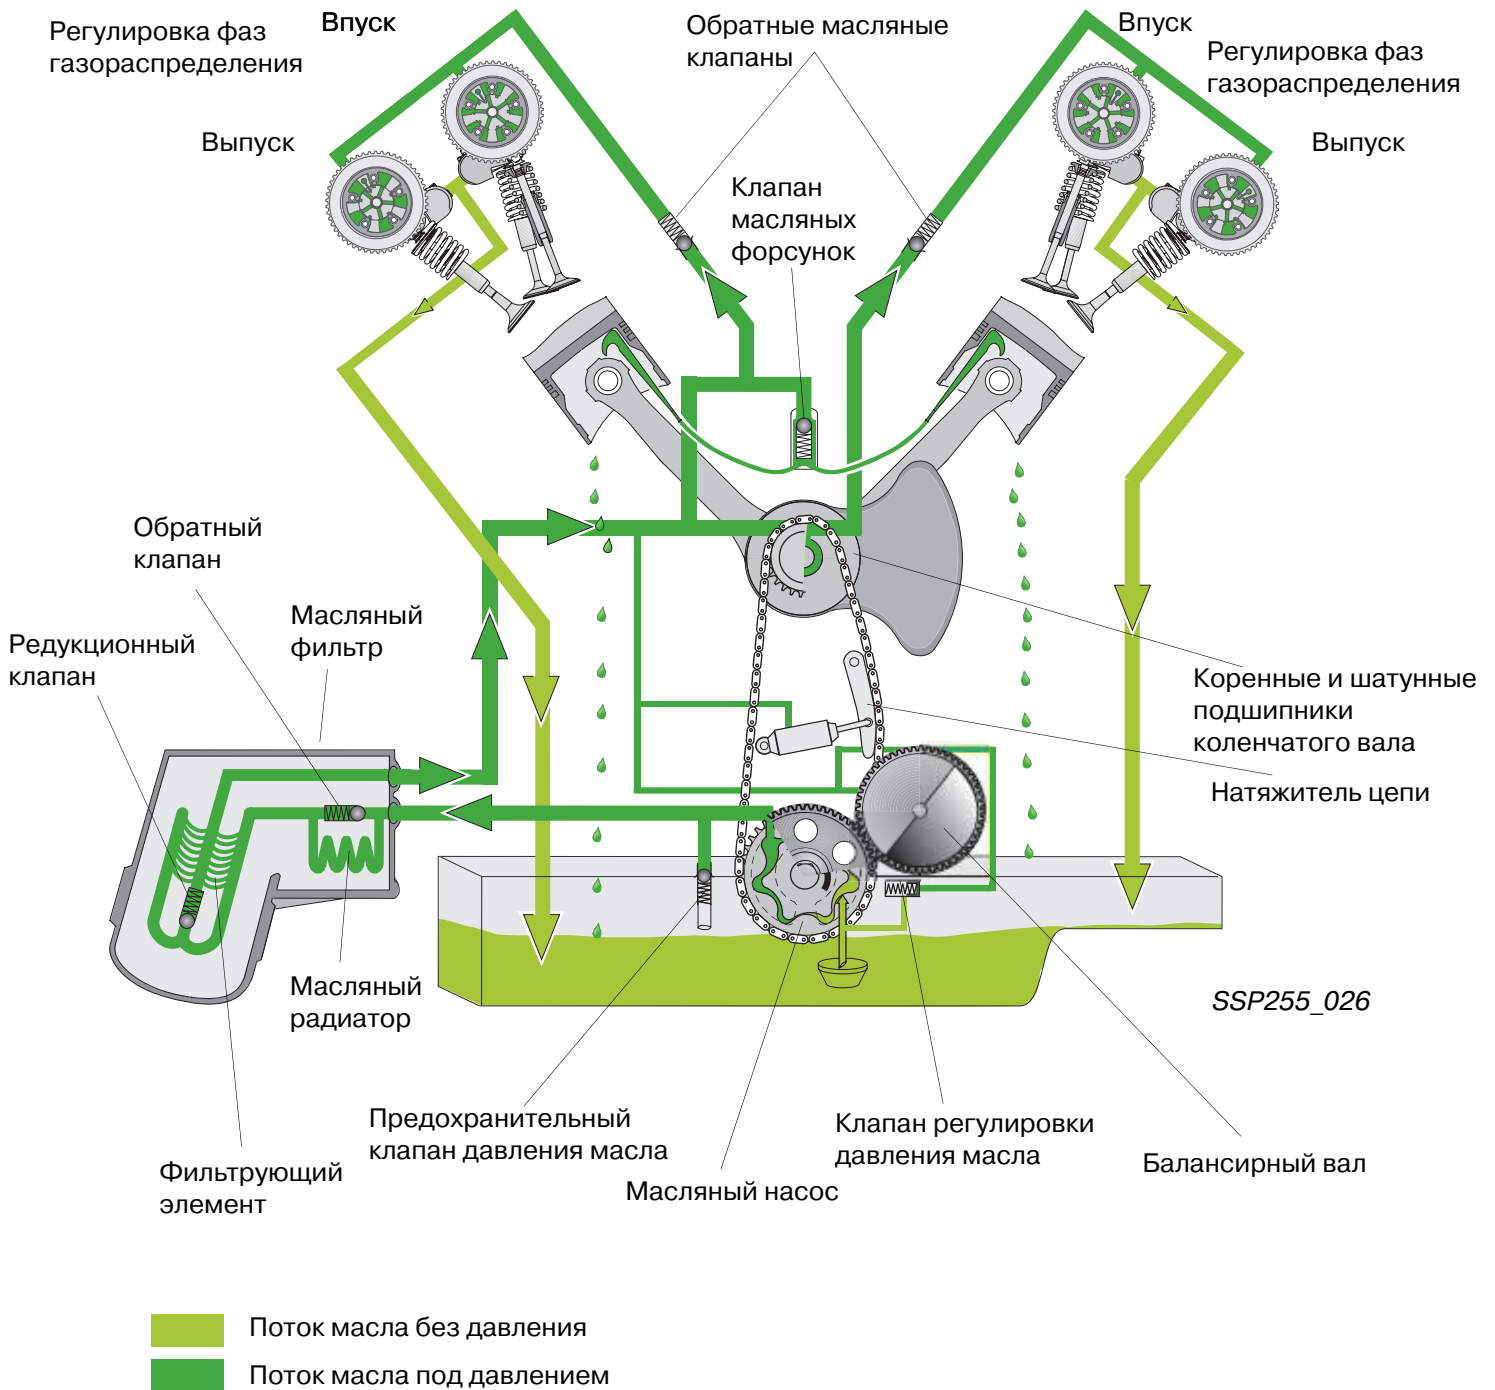 Регулировка фаз
газораспределения
Впуск
Выпуск
Обратные масляные
клапаны
Впуск
Регулировка фаз
газораспределения
Выпуск
Клапан
масляных
форсунок
Обратный
клапан
Масляный
фильтр
Редукционный
клапан
Коренные и шатунные
подшипники
коленчатого вала
Натяжитель цепи
Масляный
радиатор
SSP255_026
Предохранительный
клапан давления масла
Клапан регулировки
давления масла
Балансирный вал
Фильтрующий
элемент
Масляный насос
Поток масла без давления
Поток масла под давлением